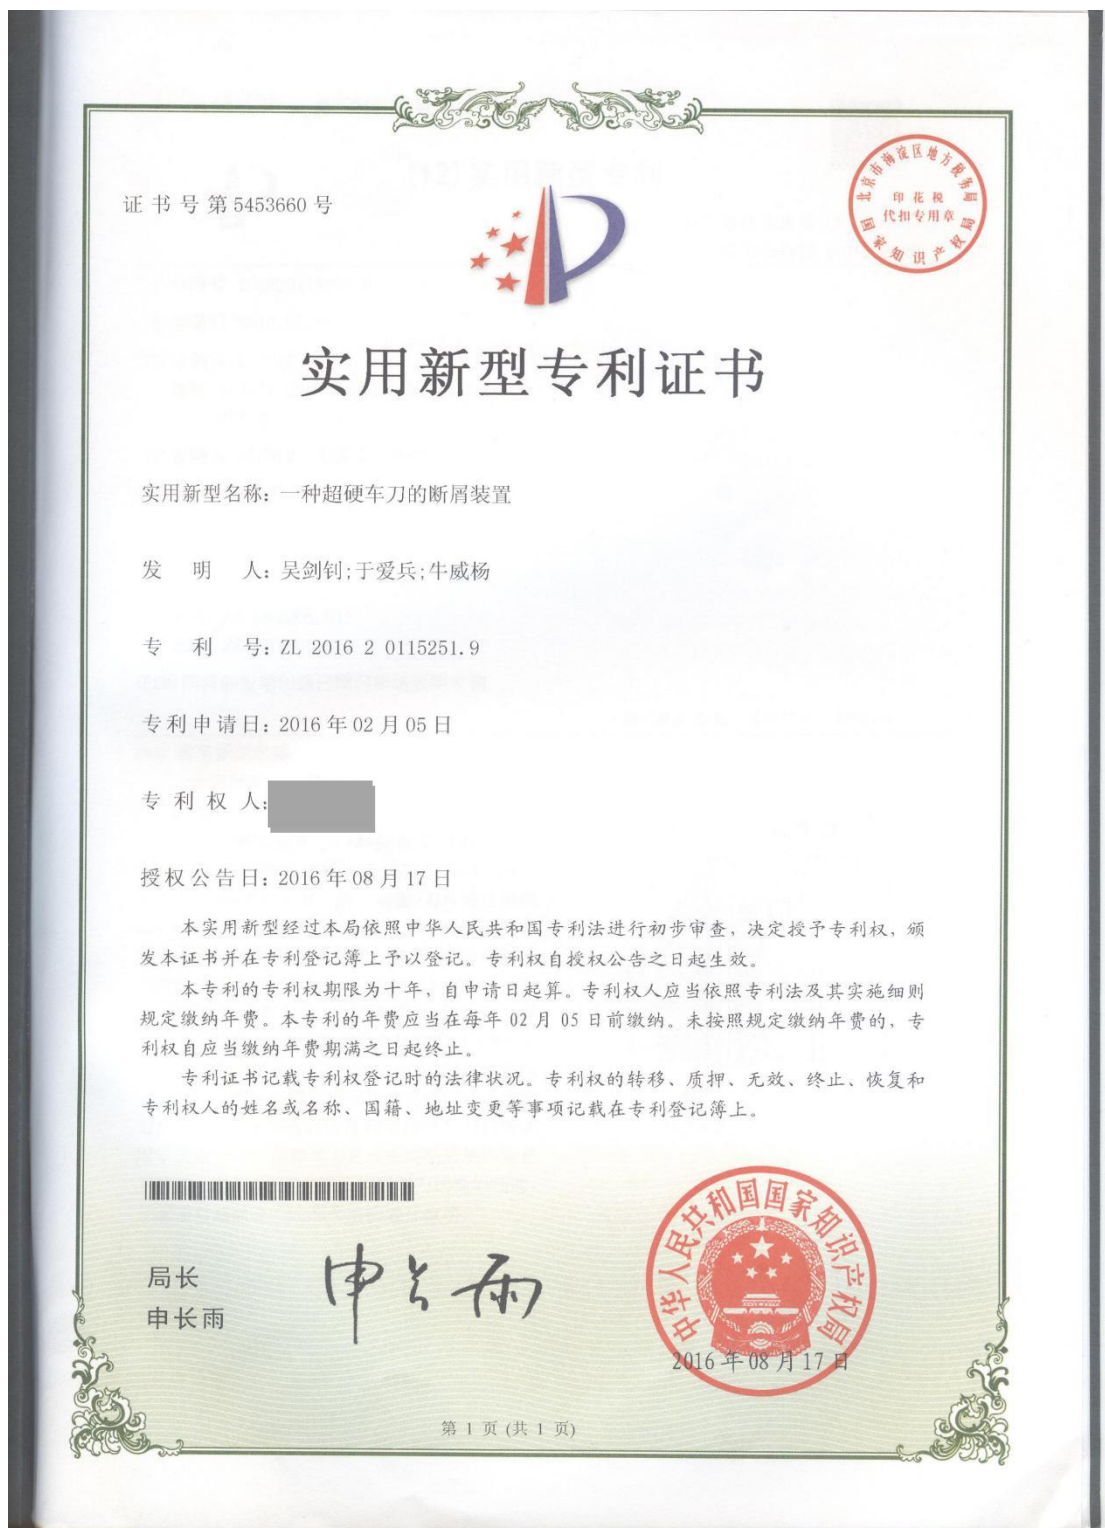 证书号第5453660号
北京市海淀区地方税务局
印花税
代扣专用章
国家知识产权局
实用新型专利证书
实用新型名称：一种超硬车刀的断屑装置
发明人：吴剑钊;于爱兵;牛威杨
专利号：ZL 2016 2 0115251.9
专利申请日：2016年02月05日
专利权人：
授权公告日：2016年08月17日
本实用新型经过本局依照中华人民共和国专利法进行初步审查，决定授予专利权，颁
发本证书并在专利登记簿上予以登记。专利权自授权公告之日起生效。
本专利的专利权期限为十年，自申请日起算。专利权人应当依照专利法及其实施细则
规定缴纳年费。本专利的年费应当在每年02月05日前缴纳。未按照规定缴纳年费的，专
利权自应当缴纳年费期满之日起终止。
专利证书记载专利权登记时的法律状况。专利权的转移、质押、无效、终止、恢复和
专利权人的姓名或名称、国籍、地址变更等事项记载在专利登记簿上。
局长
申长雨
申长雨
中华人民共和国国家知识产权局
2016年08月17日
第1页(共1页)